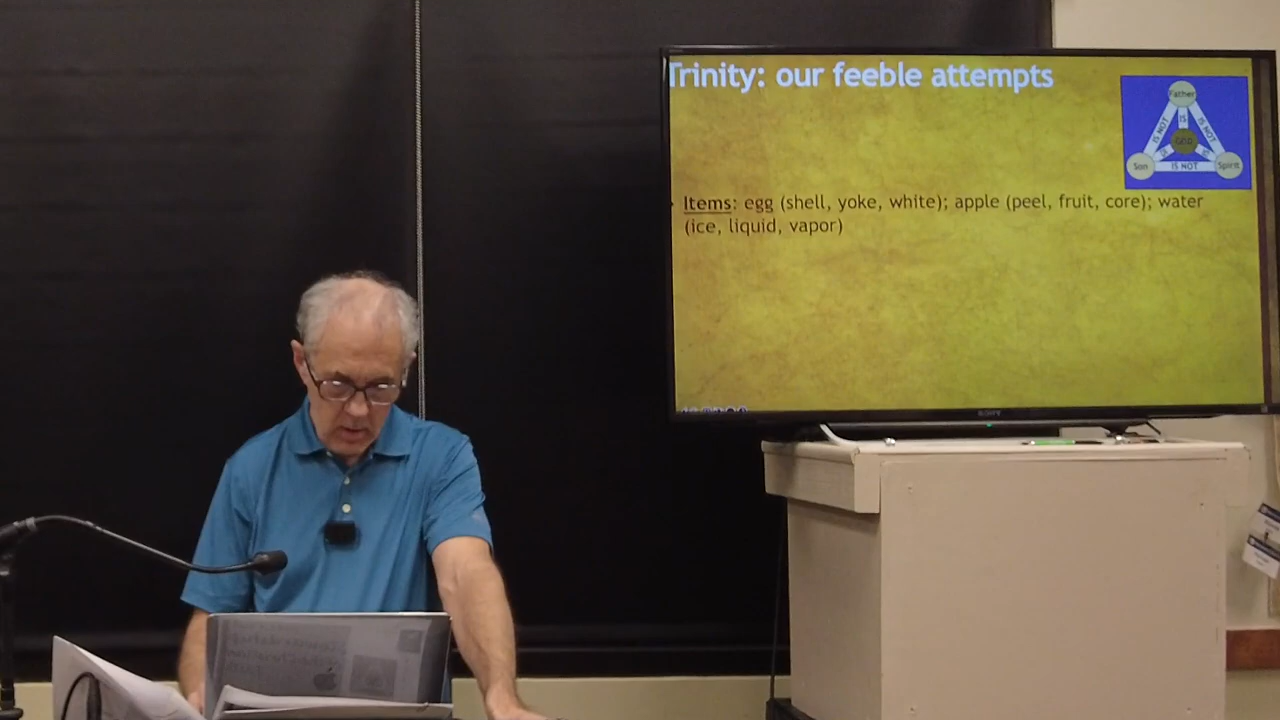 Trinity: our feeble attempts
Father
IS NOT
IS
IS NOT
GOD
IS
IS
Son
IS NOT
Spirit
Items: egg (shell, yoke, white); apple (peel, fruit, core); water
(ice, liquid, vapor)
SONY